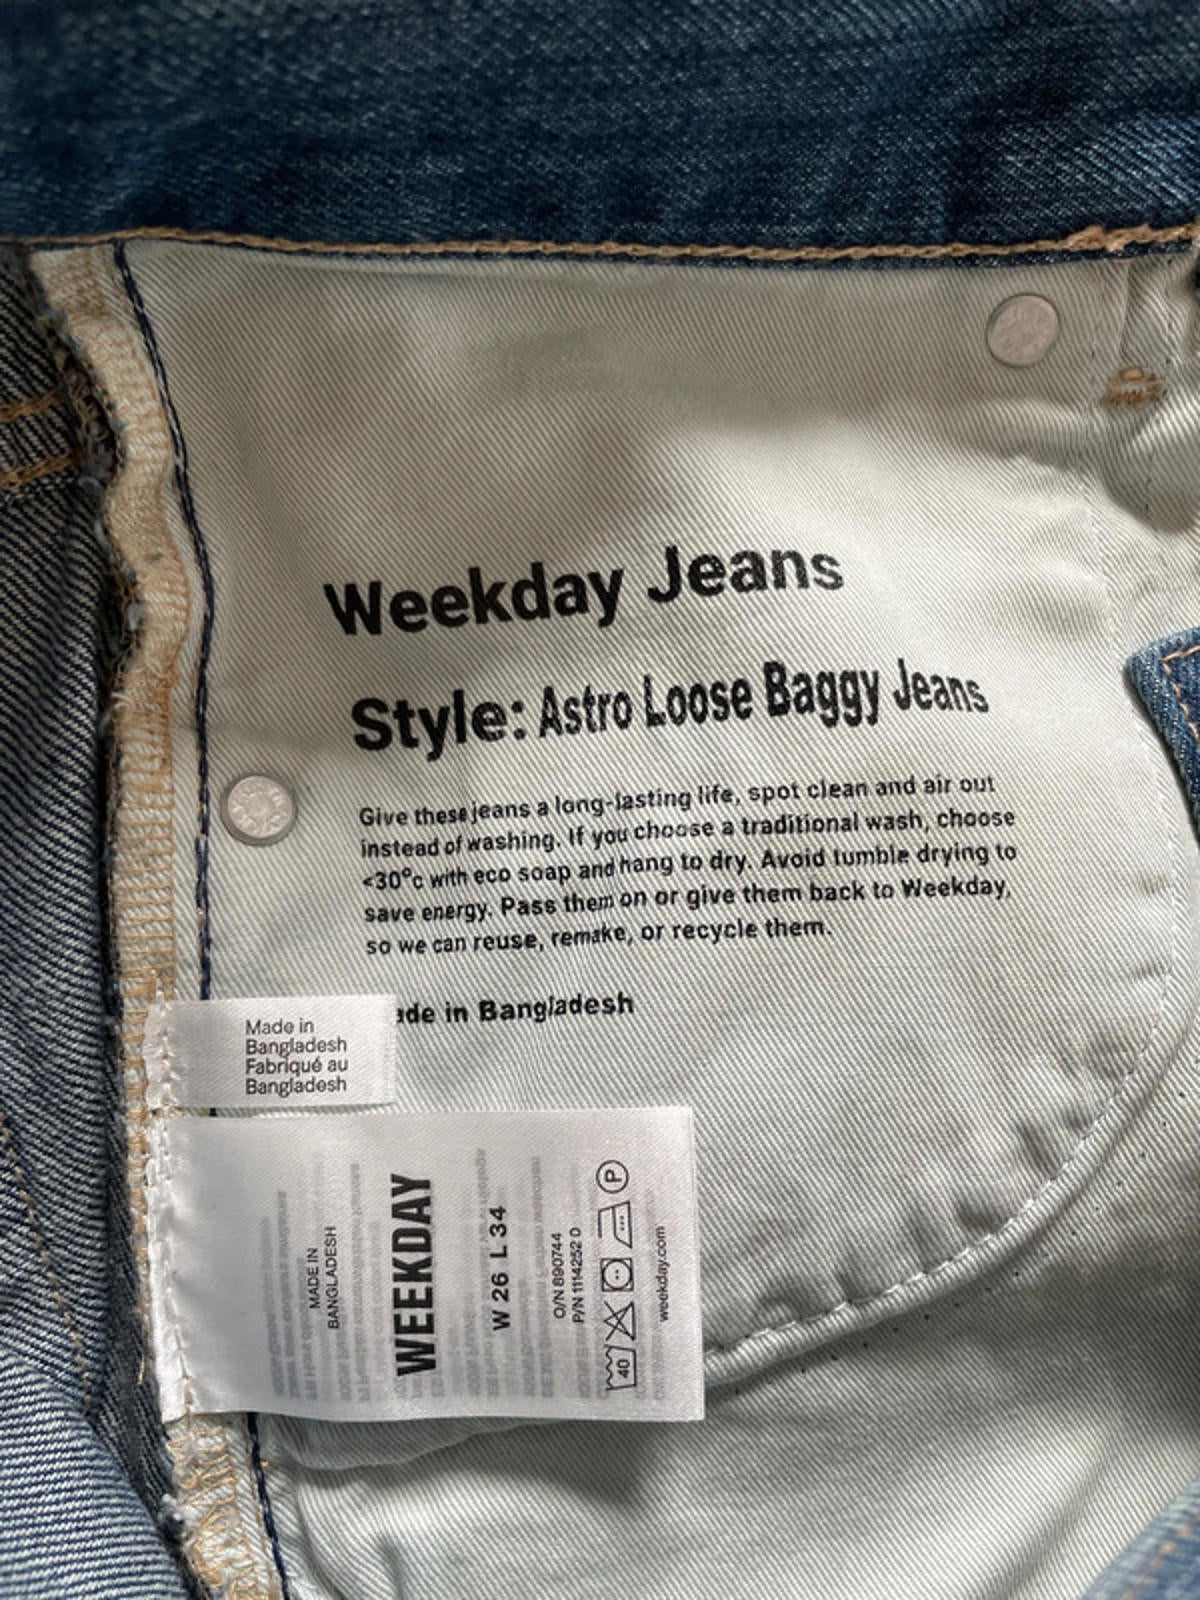 Weekday Jeans
Style: Astro Loose Baggy Jeans
Give these jeans a long-lasting life, spot clean and air out
instead of washing. If you choose a traditional wash, choose
<30°c with eco soap and hang to dry. Avoid tumble drying to
save energy. Pass them on or give them back to Weekday,
so we can reuse, remake, or recycle them.
ade in Bangladesh
Made in
Bangladesh
Fabriqué au
Bangladesh
MADE IN
BANGLADESH
WEEKDAY
W 26 L 34
O/N 890744
P/N 1114252 0
40 P
weekday.com